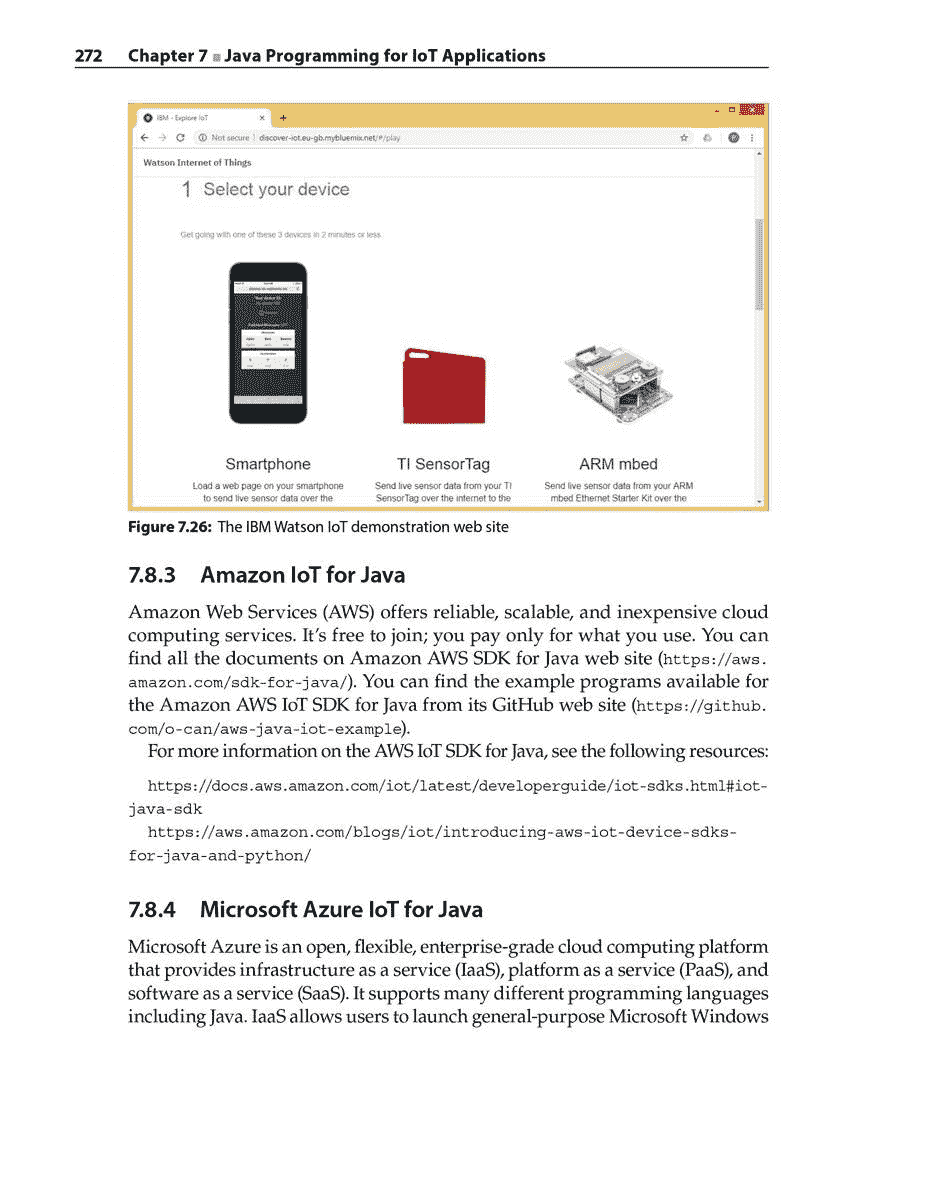 272 Chapter 7 ■ Java Programming for IoT Applications
IBM - Explore IoT
Not secure | discover-iot.eu-gb.mybluemix.net/#/play
Watson Internet of Things
1 Select your device
Get going with one of these 3 devices in 2 minutes or less
Smartphone
Load a web page on your smartphone
to send live sensor data over the
TI SensorTag
Send live sensor data from your TI
SensorTag over the internet to the
ARM mbed
Send live sensor data from your ARM
mbed Ethernet Starter Kit over the
Figure 7.26: The IBM Watson IoT demonstration web site
7.8.3 Amazon IoT for Java
Amazon Web Services (AWS) offers reliable, scalable, and inexpensive cloud
computing services. It's free to join; you pay only for what you use. You can
find all the documents on Amazon AWS SDK for Java web site (https://aws.
amazon.com/sdk-for-java/). You can find the example programs available for
the Amazon AWS IoT SDK for Java from its GitHub web site (https://github.
com/o-can/aws-java-iot-example).
For more information on the AWS IoT SDK for Java, see the following resources:
https://docs.aws.amazon.com/iot/latest/developerguide/iot-sdks.html#iot-
java-sdk
https://aws.amazon.com/blogs/iot/introducing-aws-iot-device-sdks-
for-java-and-python/
7.8.4 Microsoft Azure IoT for Java
Microsoft Azure is an open, flexible, enterprise-grade cloud computing platform
that provides infrastructure as a service (IaaS), platform as a service (PaaS), and
software as a service (SaaS). It supports many different programming languages
including Java. IaaS allows users to launch general-purpose Microsoft Windows